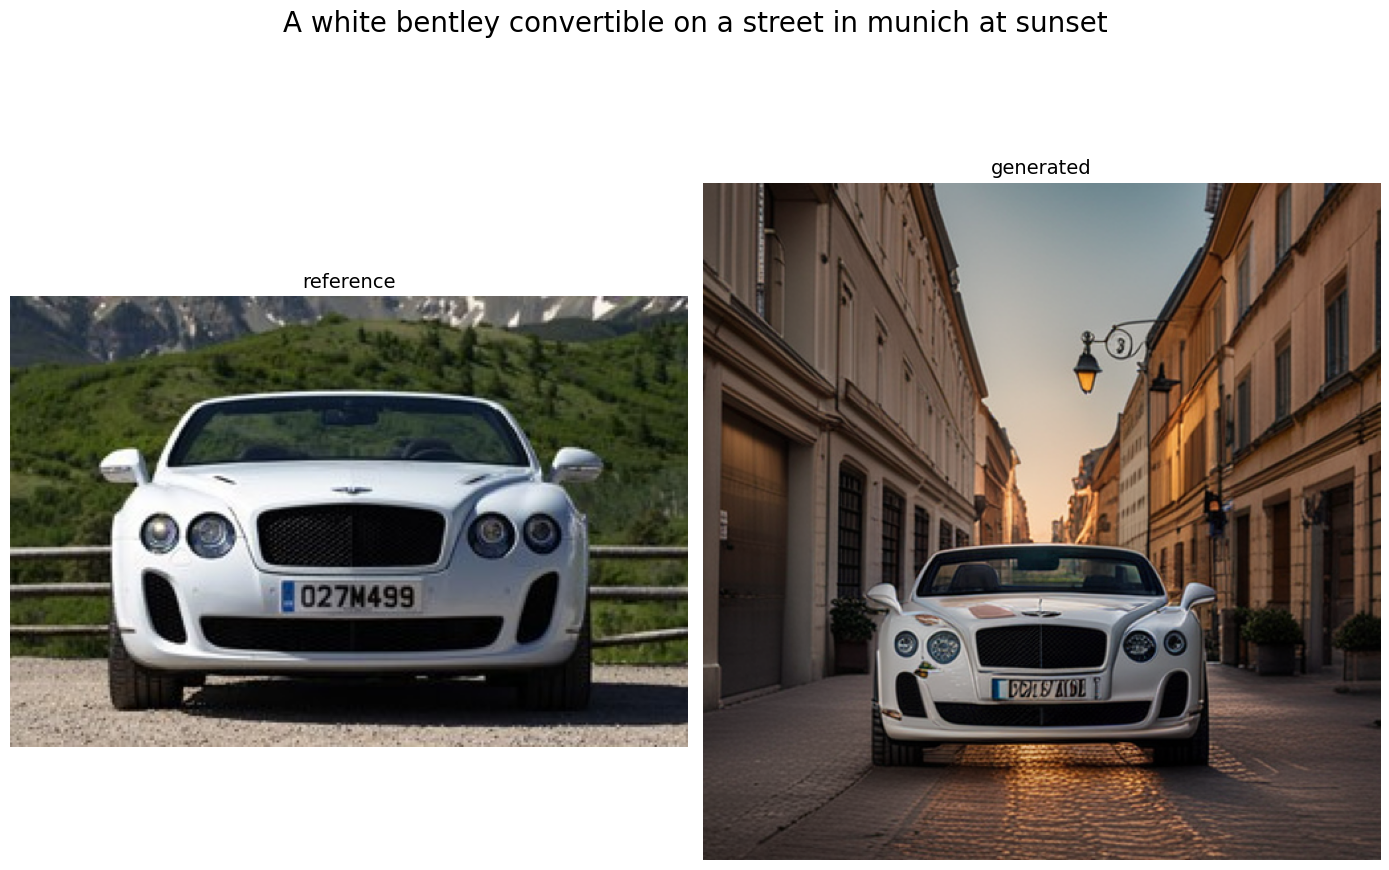 A white bentley convertible on a street in munich at sunset
generated
reference
027M499